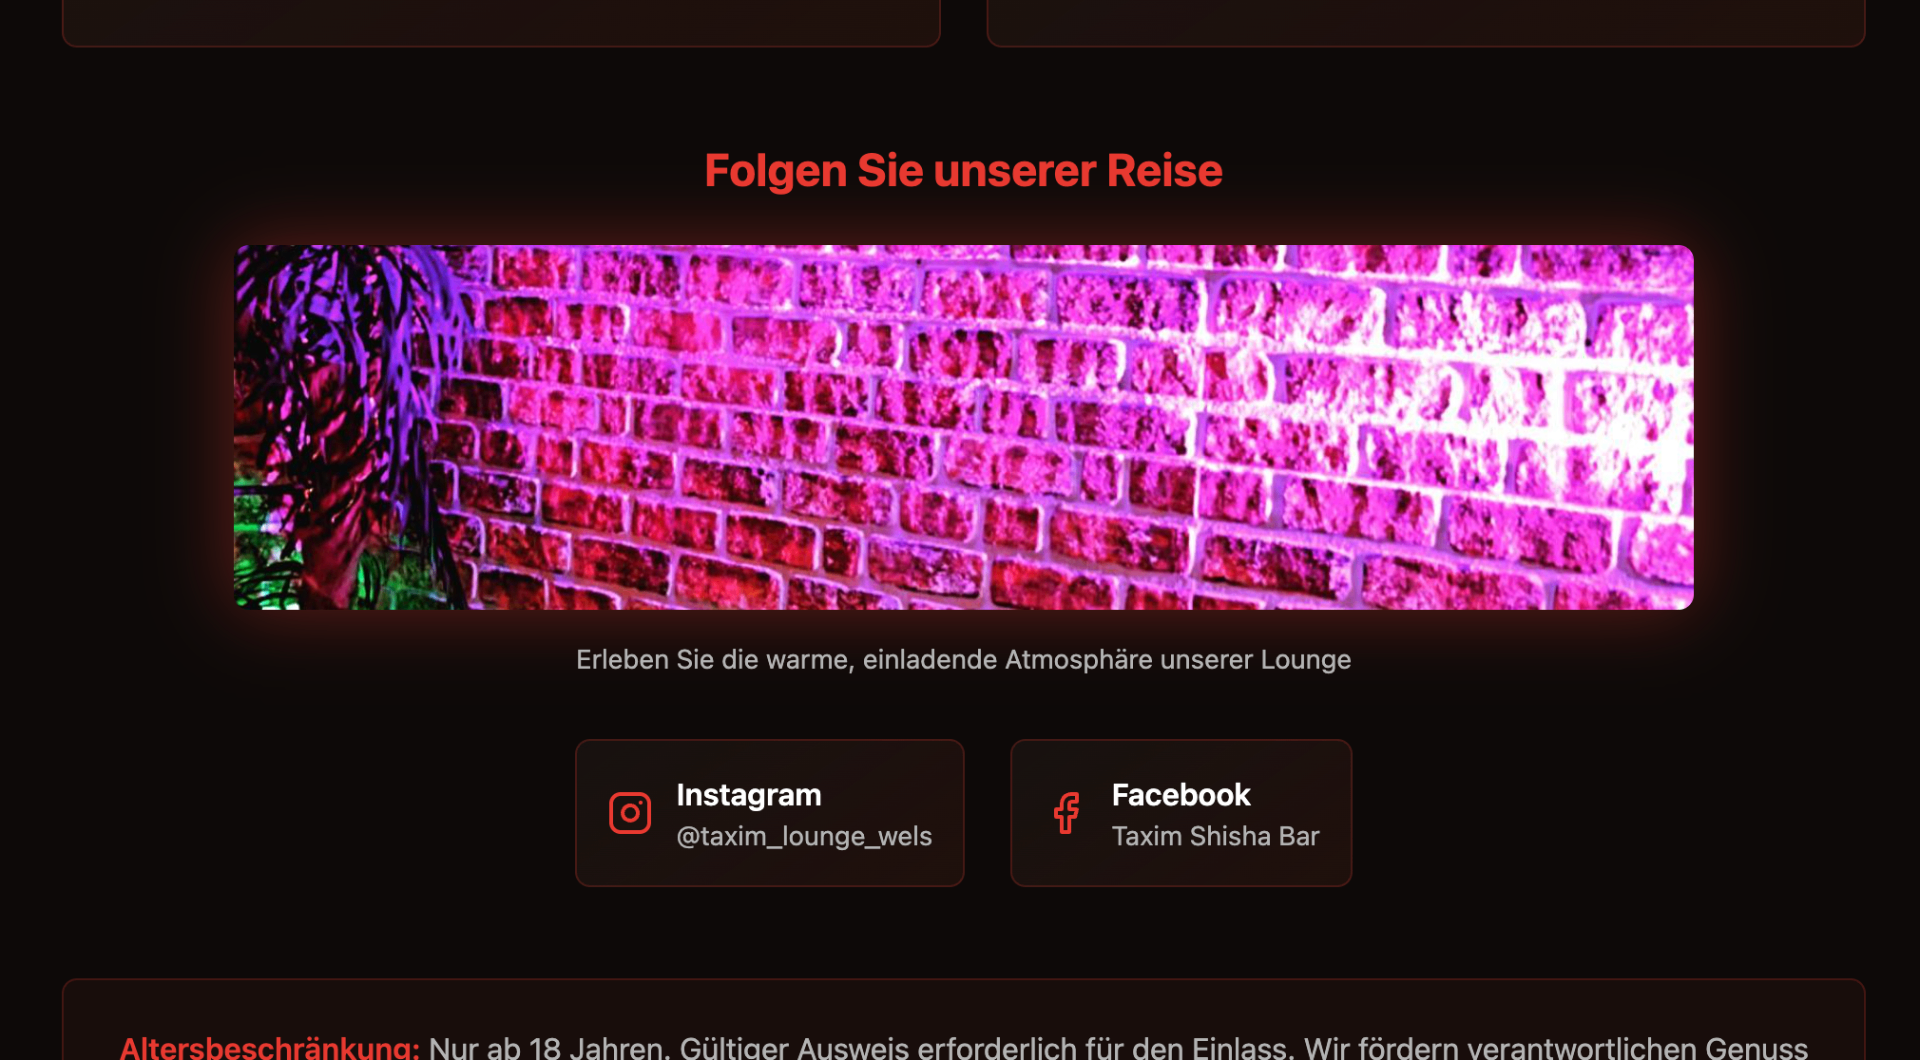 Folgen Sie unserer Reise
Erleben Sie die warme, einladende Atmosphäre unserer Lounge
Instagram
@taxim_lounge_wels
Facebook
Taxim Shisha Bar
Altersbeschränkung: Nur ab 18 Jahren. Gültiger Ausweis erforderlich für den Einlass. Wir fördern verantwortlichen Genuss